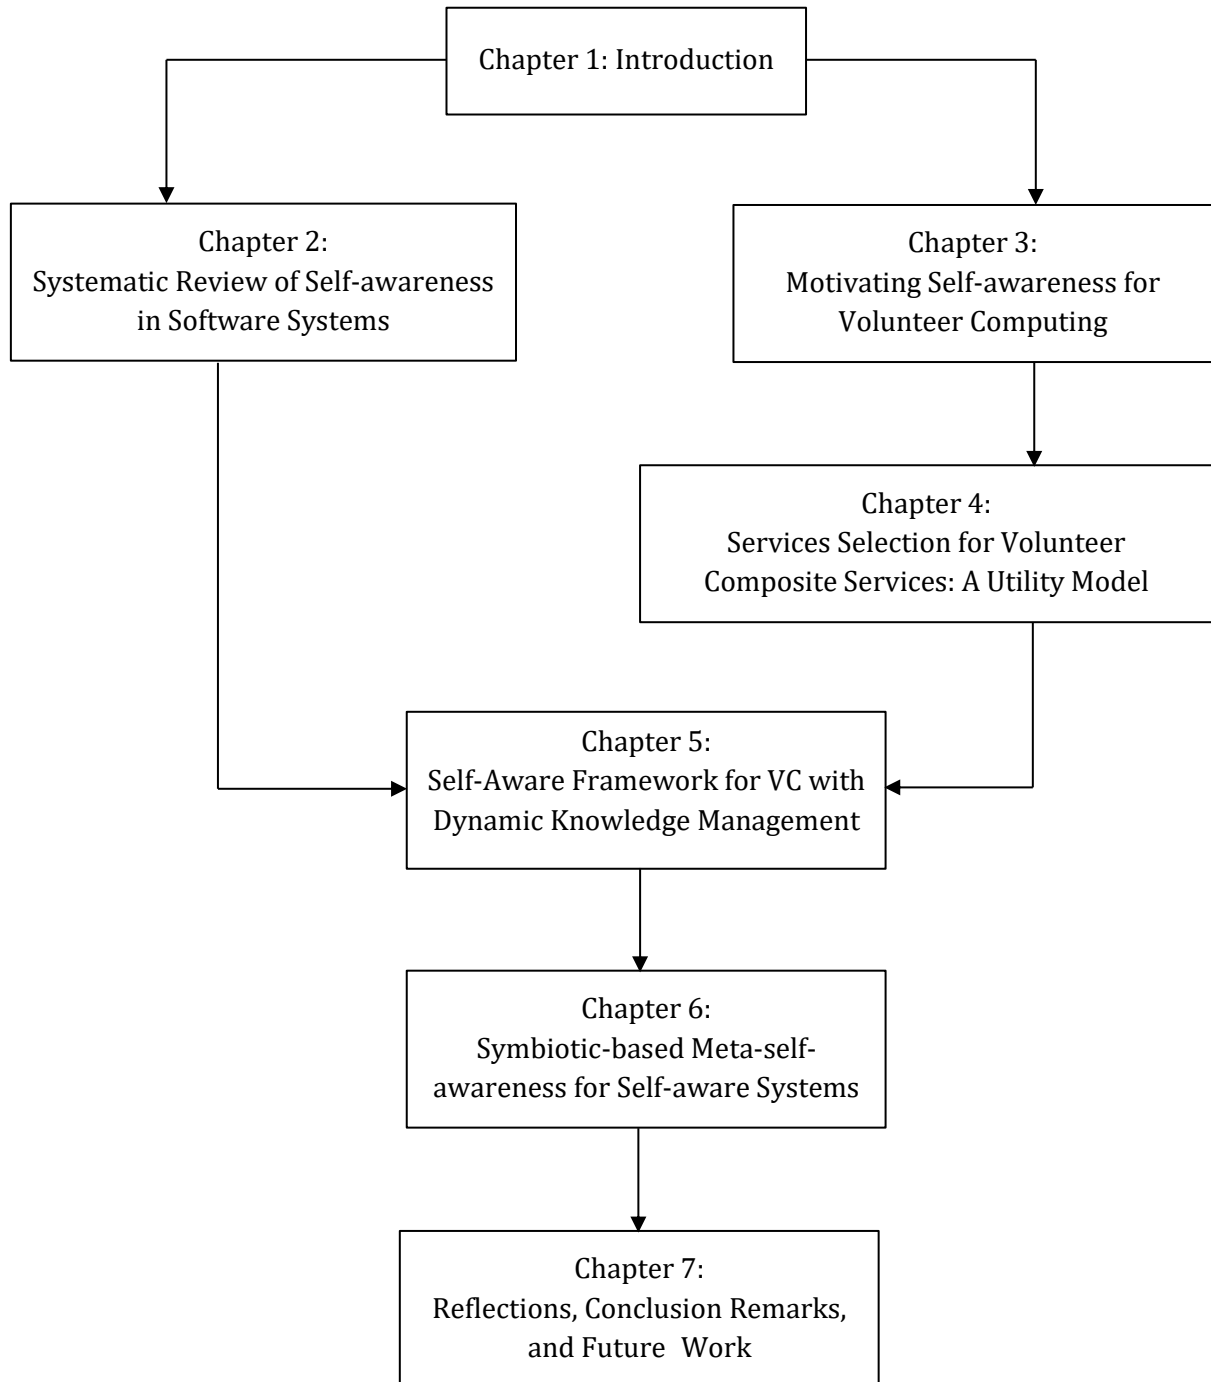 Chapter 1: Introduction
Chapter 2:
Systematic Review of Self-awareness
in Software Systems
Chapter 3:
Motivating Self-awareness for
Volunteer Computing
Chapter 4:
Services Selection for Volunteer
Composite Services: A Utility Model
Chapter 5:
Self-Aware Framework for VC with
Dynamic Knowledge Management
Chapter 6:
Symbiotic-based Meta-self-
awareness for Self-aware Systems
Chapter 7:
Reflections, Conclusion Remarks,
and Future  Work